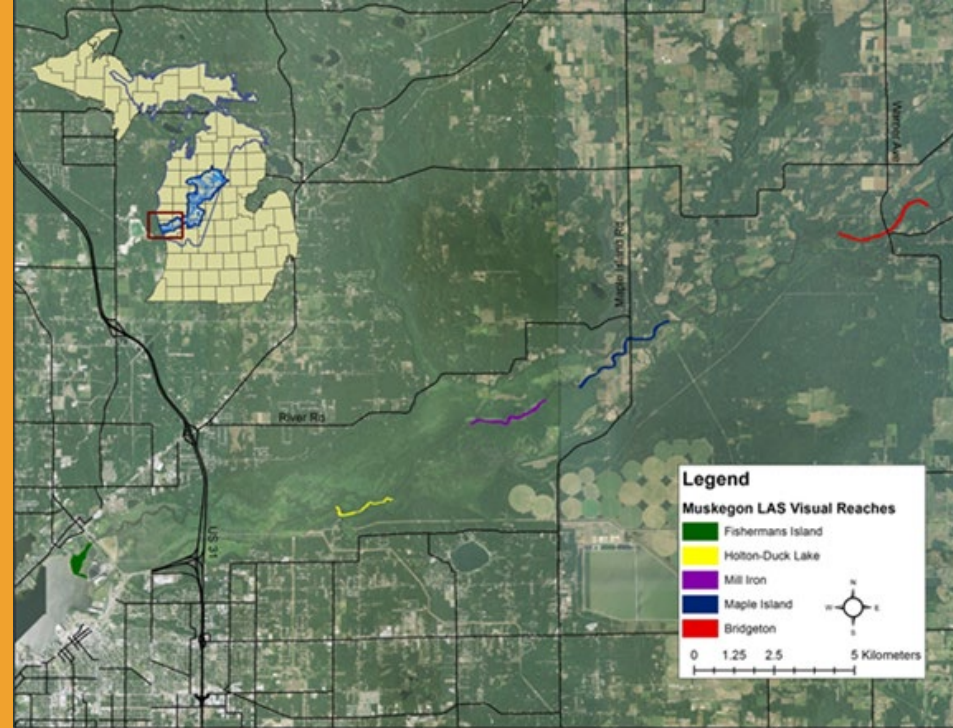 Warner Ave
Maple Island Rd
River Rd
US 31
Legend
Muskegon LAS Visual Reaches
Fishermans Island
Holton-Duck Lake
Mill Iron
Maple Island
Bridgeton
N
W E
S
0 1.25 2.5 5 Kilometers